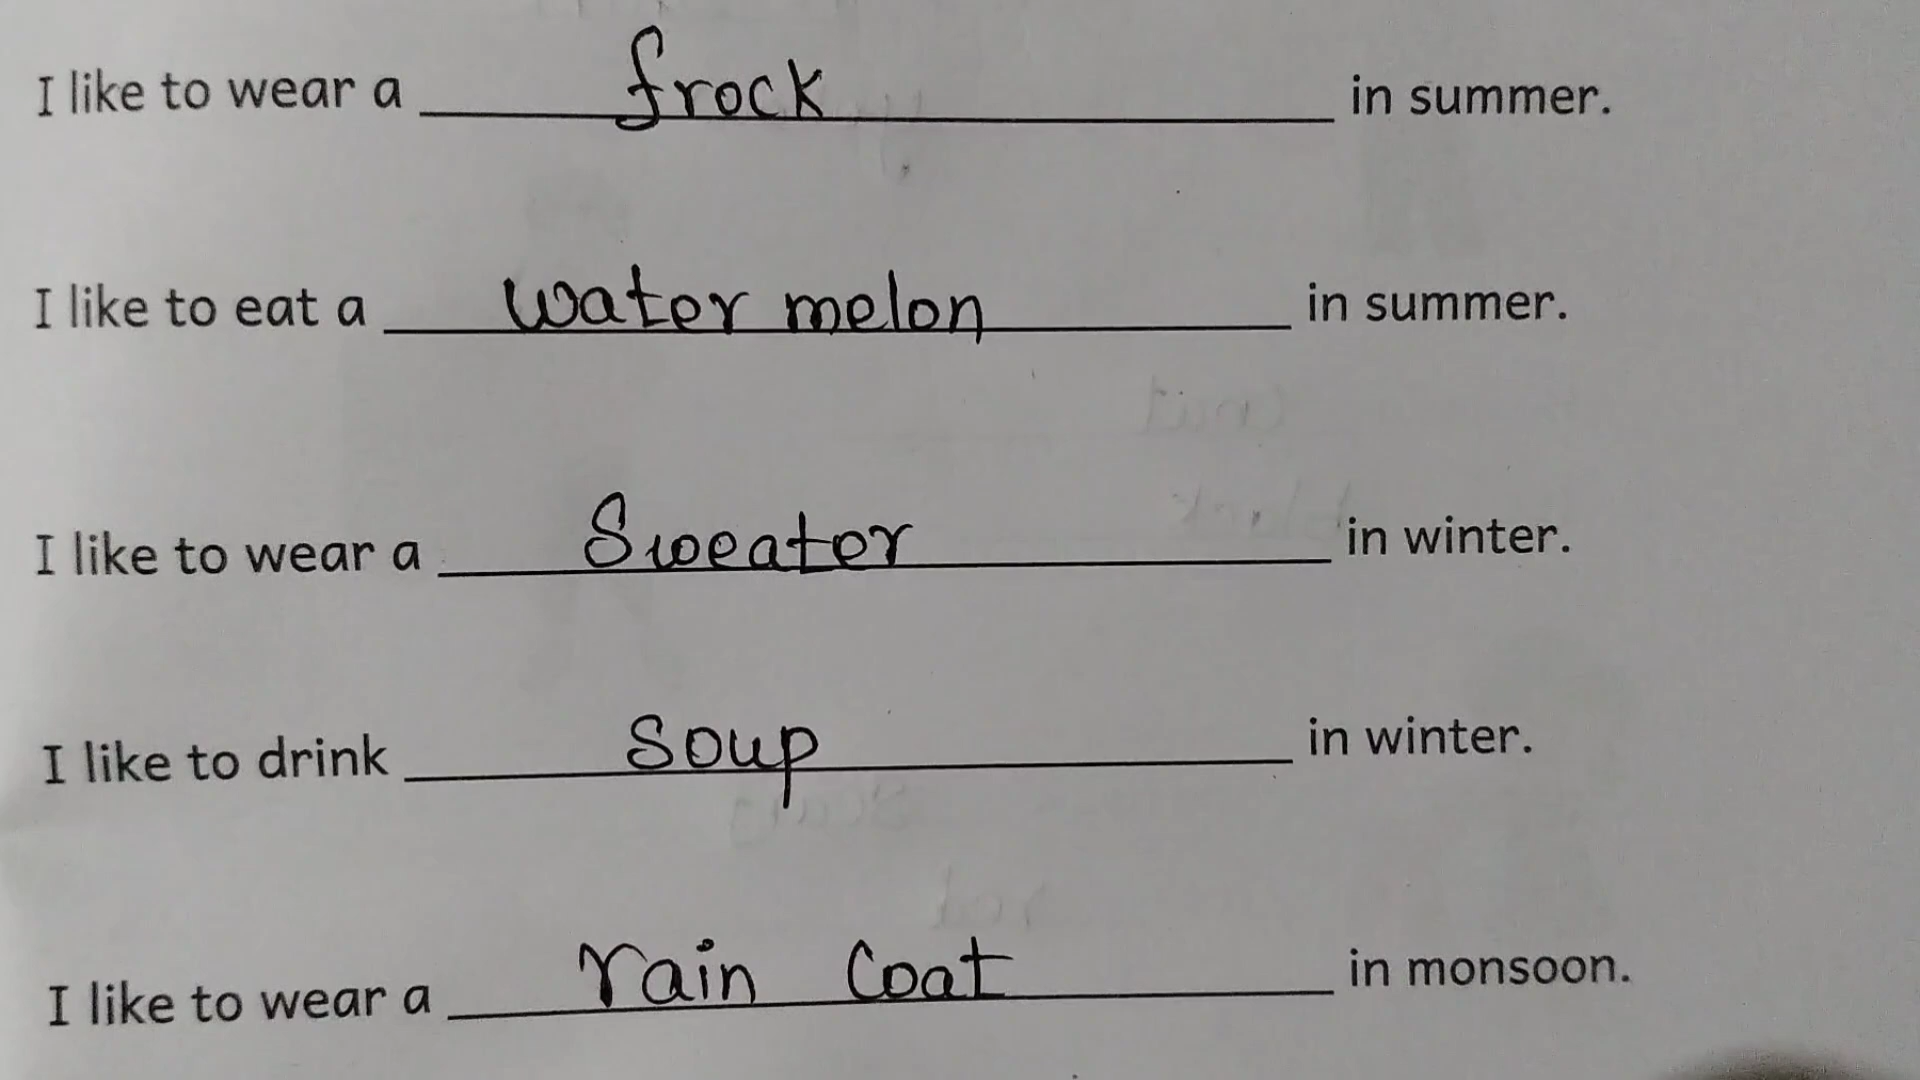 I like to wear a frock in summer.
I like to eat a water melon in summer.
I like to wear a Sweater in winter.
I like to drink soup in winter.
I like to wear a rain coat in monsoon.